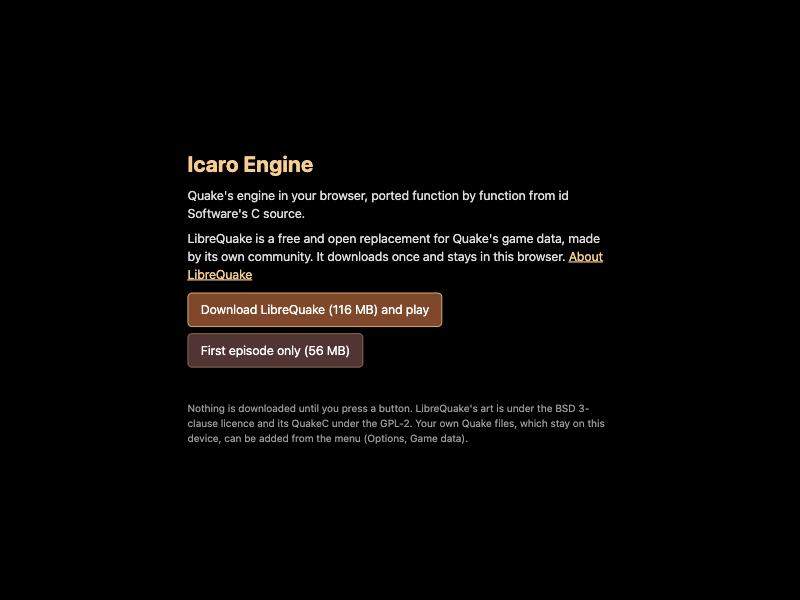 Icaro Engine
Quake's engine in your browser, ported function by function from id
Software's C source.
LibreQuake is a free and open replacement for Quake's game data, made
by its own community. It downloads once and stays in this browser. About
LibreQuake
Download LibreQuake (116 MB) and play
First episode only (56 MB)
Nothing is downloaded until you press a button. LibreQuake's art is under the BSD 3-
clause licence and its QuakeC under the GPL-2. Your own Quake files, which stay on this
device, can be added from the menu (Options, Game data).